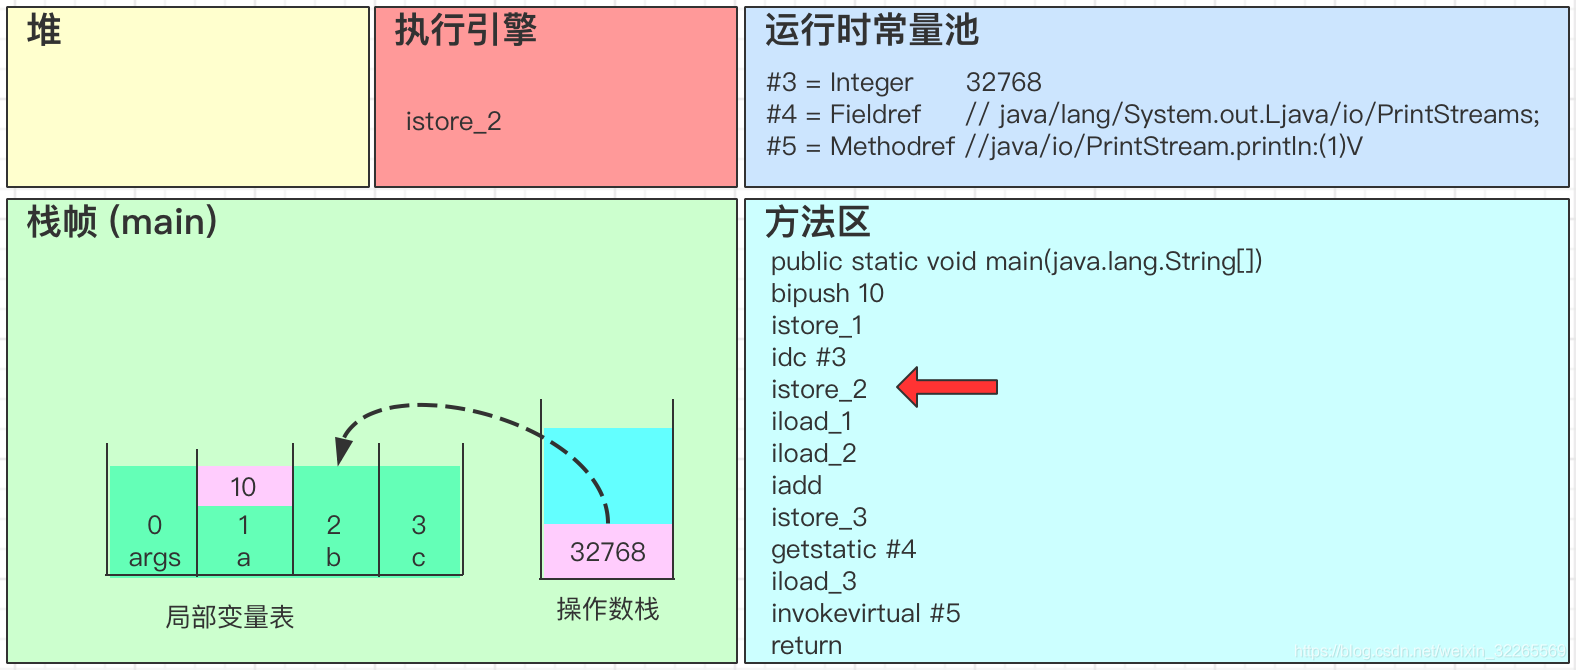 堆
执行引擎
istore_2
运行时常量池
#3 = Integer 32768
#4 = Fieldref // java/lang/System.out.Ljava/io/PrintStreams;
#5 = Methodref //java/io/PrintStream.println:(1)V
栈帧 (main)
10
0 1 2 3
args a b c
局部变量表
32768
操作数栈
方法区
public static void main(java.lang.String[])
bipush 10
istore_1
idc #3
istore_2
iload_1
iload_2
iadd
istore_3
getstatic #4
iload_3
invokevirtual #5
return
https://blog.csdn.net/weixin_32265569